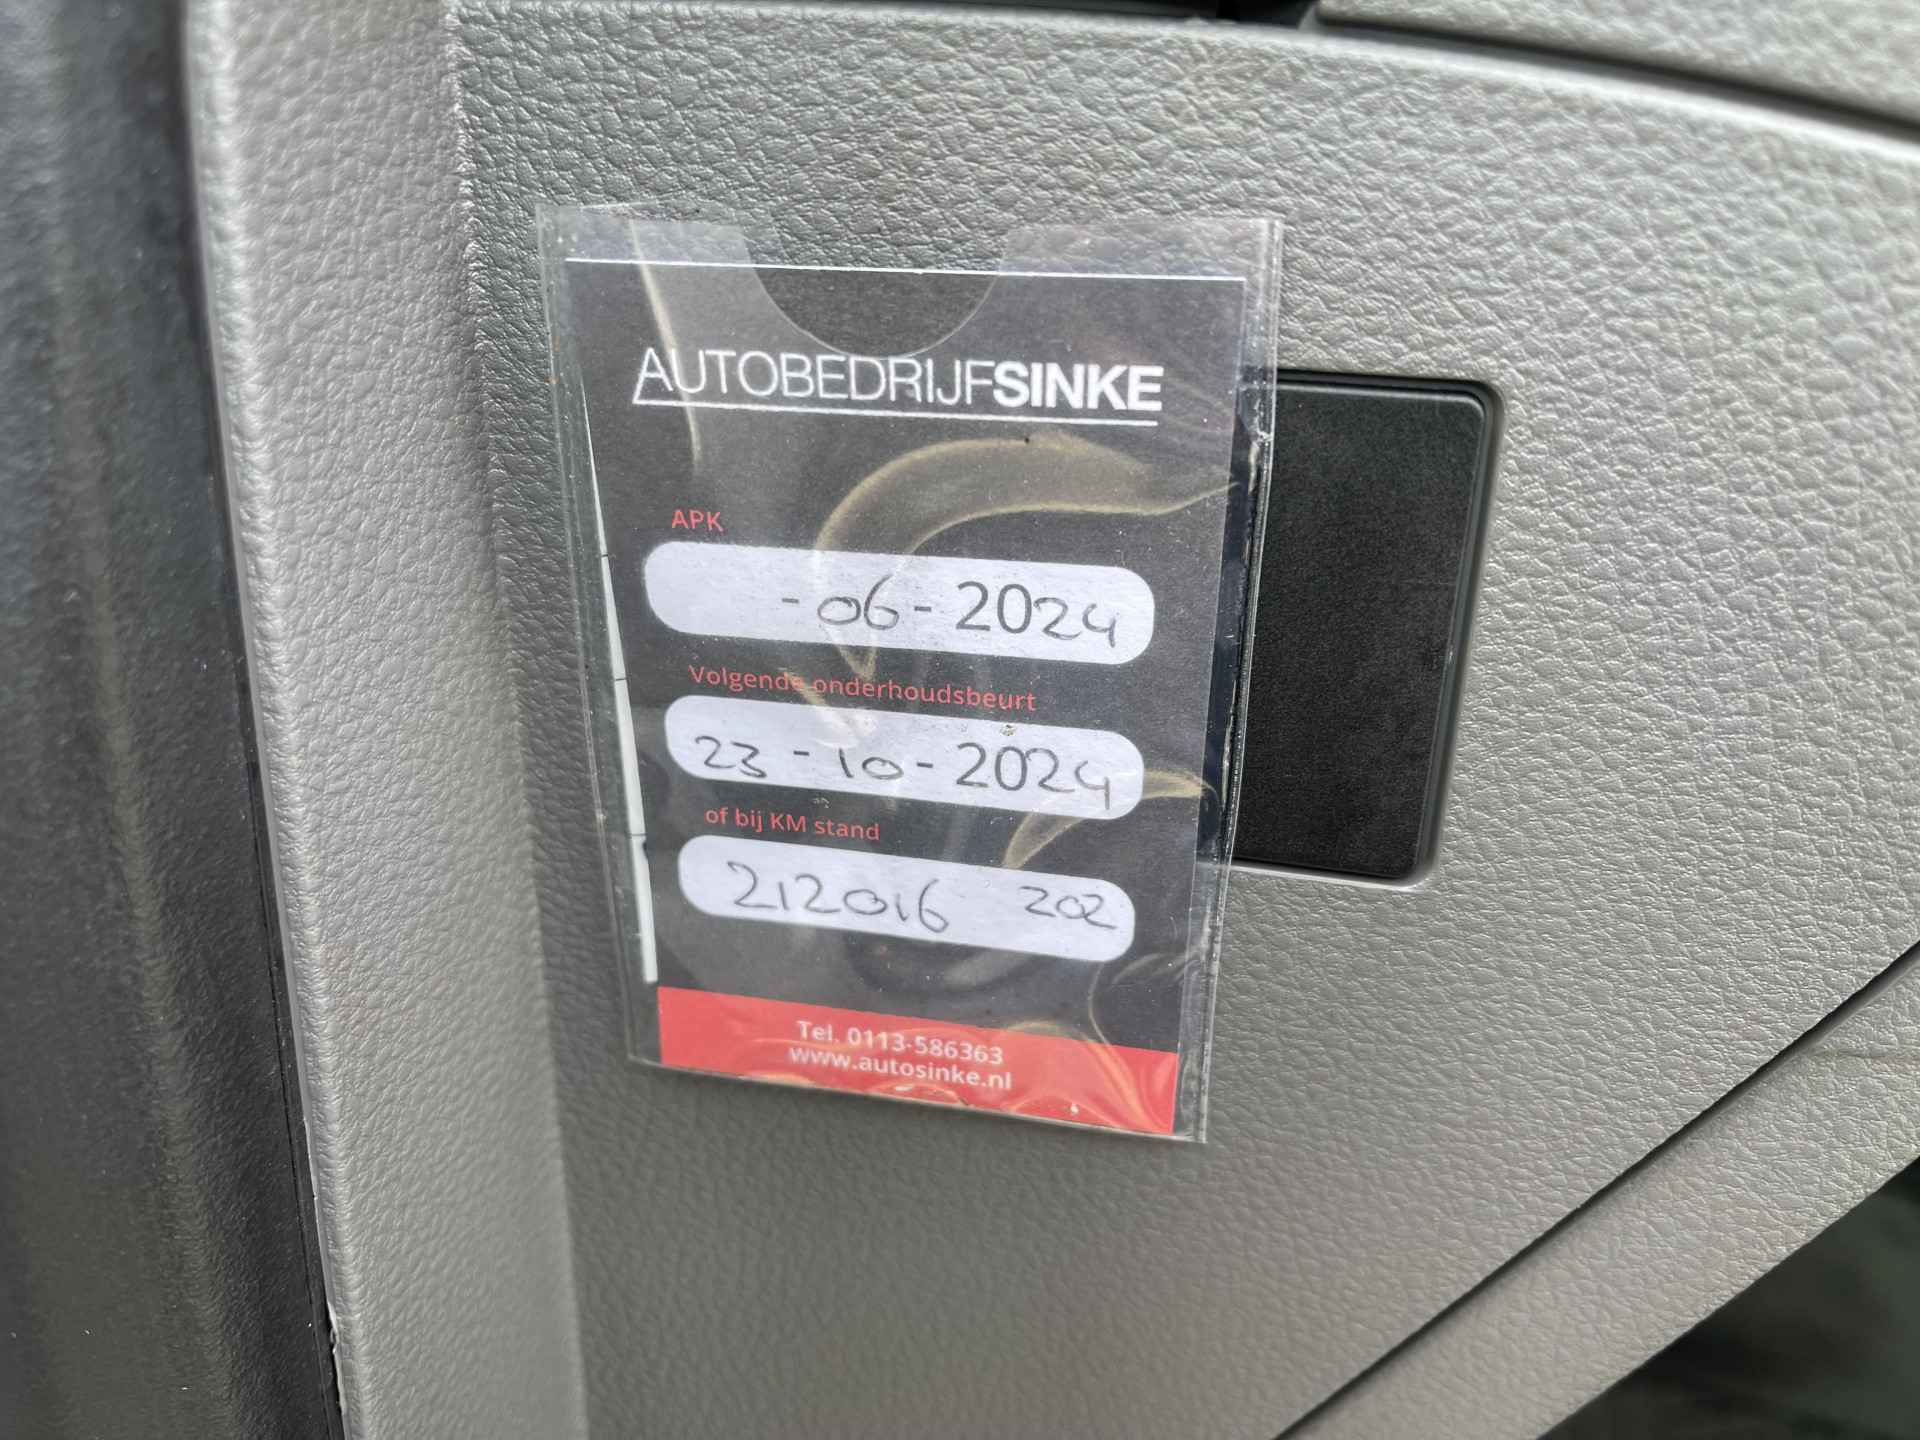 AUTOBEDRIJFSINKE
APK
-06-2024
Volgende onderhoudsbeurt
23-10-2024
of bij KM stand
212016 202
Tel. 0113-586363
www.autosinke.nl